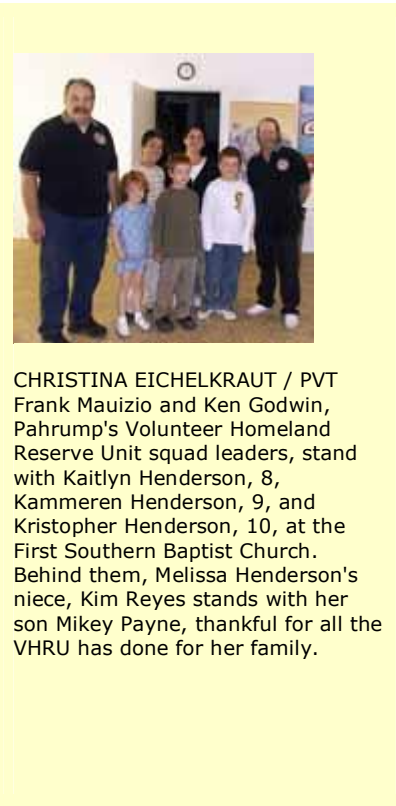 CHRISTINA EICHELKRAUT / PVT
Frank Mauizio and Ken Godwin,
Pahrump's Volunteer Homeland
Reserve Unit squad leaders, stand
with Kaitlyn Henderson, 8,
Kammeren Henderson, 9, and
Kristopher Henderson, 10, at the
First Southern Baptist Church.
Behind them, Melissa Henderson's
niece, Kim Reyes stands with her
son Mikey Payne, thankful for all the
VHRU has done for her family.